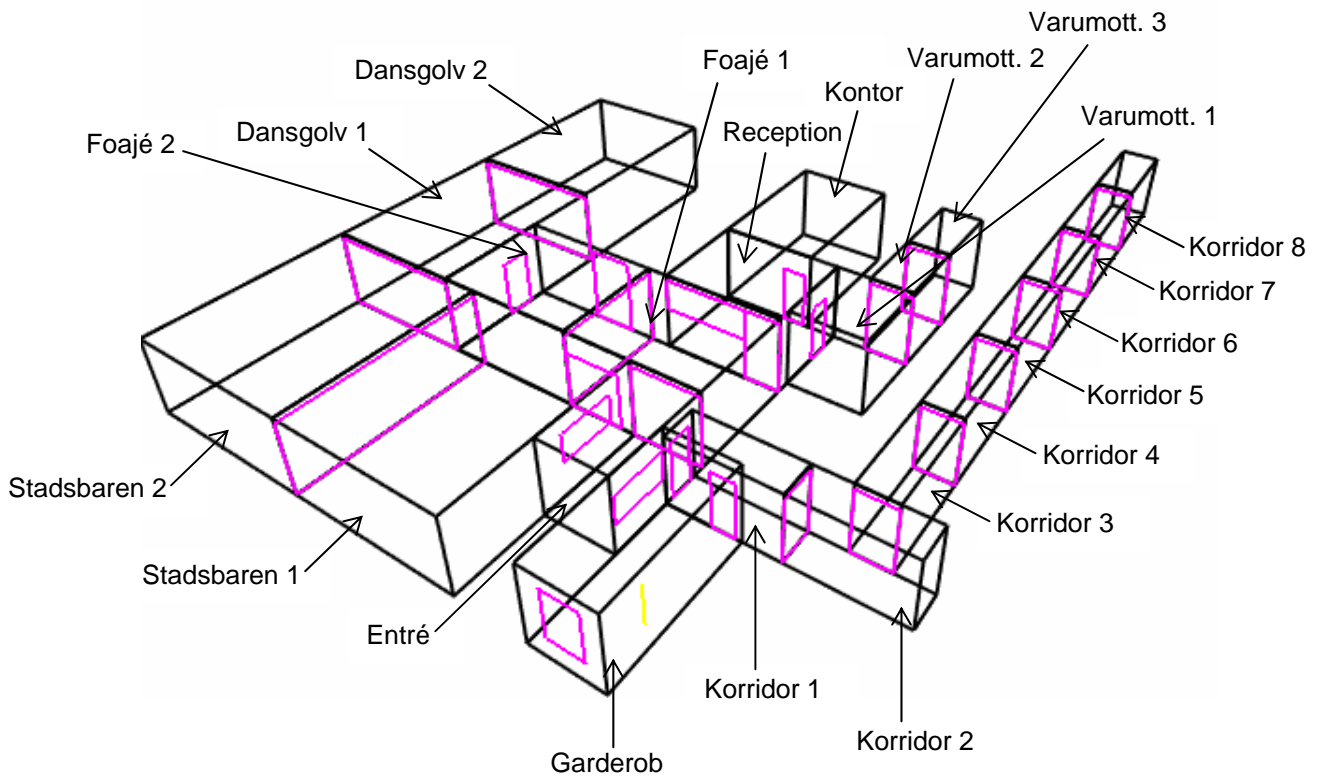 Varumott. 3
Foajé 1
Varumott. 2
Dansgolv 2
Kontor
Varumott. 1
Dansgolv 1
Reception
Foajé 2
Korridor 8
Korridor 7
Korridor 6
Korridor 5
Korridor 4
Stadsbaren 2
Korridor 3
Stadsbaren 1
Entré
Korridor 1
Korridor 2
Garderob